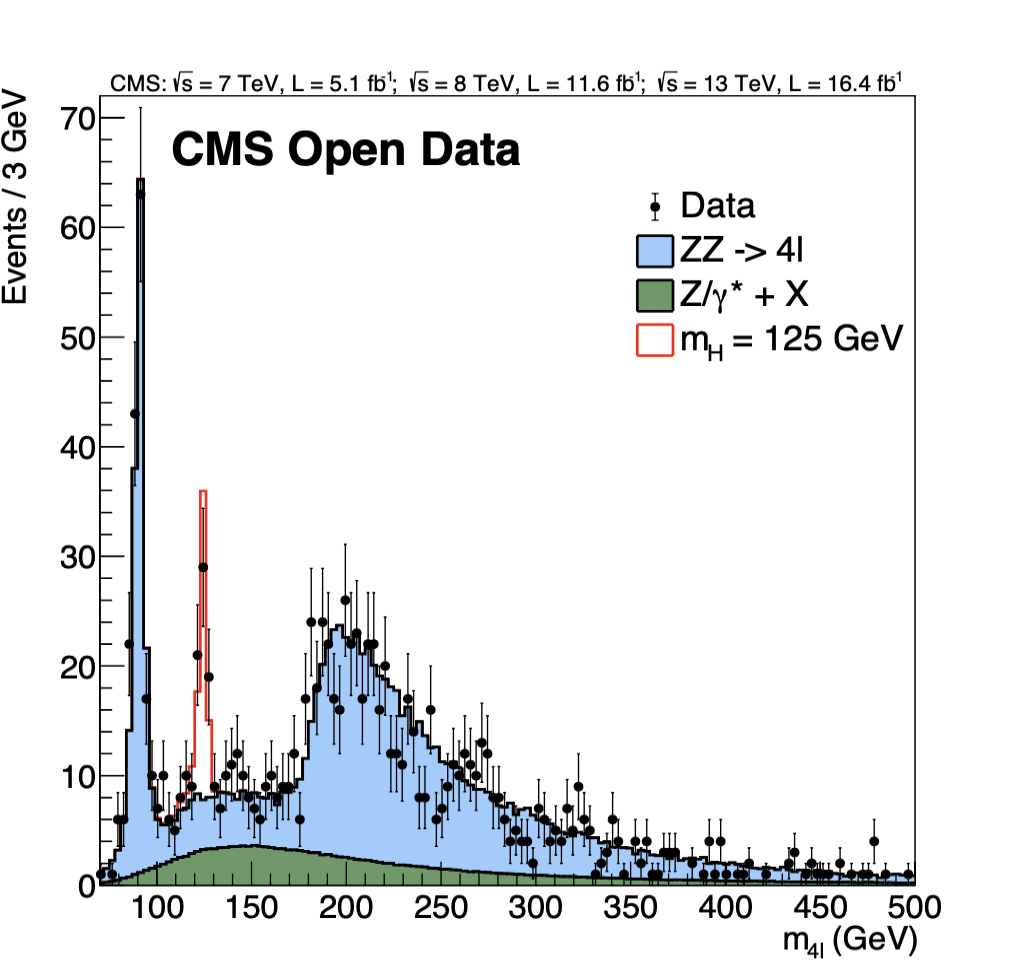 CMS: √s = 7 TeV, L = 5.1 fb⁻¹; √s = 8 TeV, L = 11.6 fb⁻¹; √s = 13 TeV, L = 16.4 fb⁻¹
Events / 3 GeV
CMS Open Data
Data
ZZ -> 4l
Z/γ* + X
m_H = 125 GeV
70
60
50
40
30
20
10
0
100 150 200 250 300 350 400 450 500
m_4l (GeV)